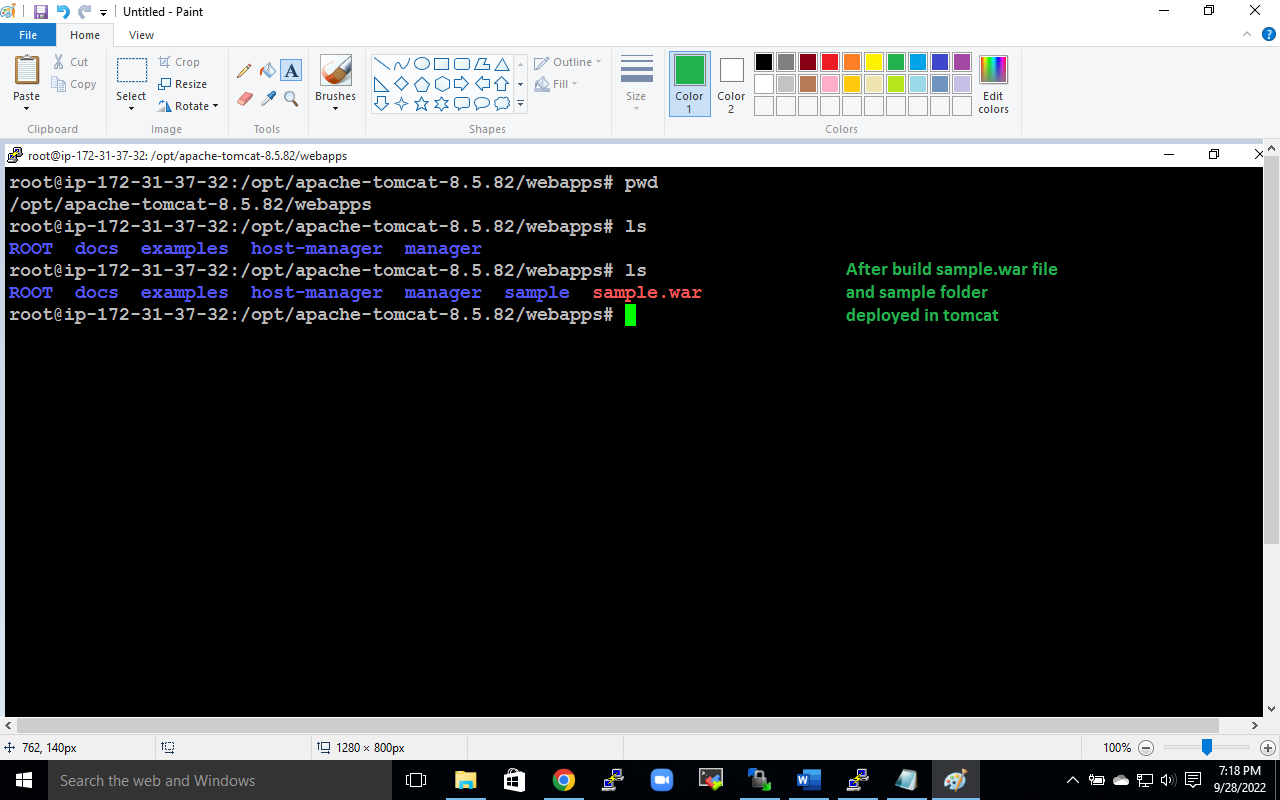 Untitled - Paint
File Home View
Paste Cut Copy Clipboard
Select Crop Resize Rotate Image
Tools
Brushes
Shapes Outline Fill
Size
Color 1 Color 2 Edit colors Colors
root@ip-172-31-37-32: /opt/apache-tomcat-8.5.82/webapps
root@ip-172-31-37-32:/opt/apache-tomcat-8.5.82/webapps# pwd
/opt/apache-tomcat-8.5.82/webapps
root@ip-172-31-37-32:/opt/apache-tomcat-8.5.82/webapps# ls
ROOT docs examples host-manager manager
root@ip-172-31-37-32:/opt/apache-tomcat-8.5.82/webapps# ls
ROOT docs examples host-manager manager sample sample.war
root@ip-172-31-37-32:/opt/apache-tomcat-8.5.82/webapps#
After build sample.war file
and sample folder
deployed in tomcat
762, 140px 1280 × 800px 100%
Search the web and Windows
7:18 PM
9/28/2022